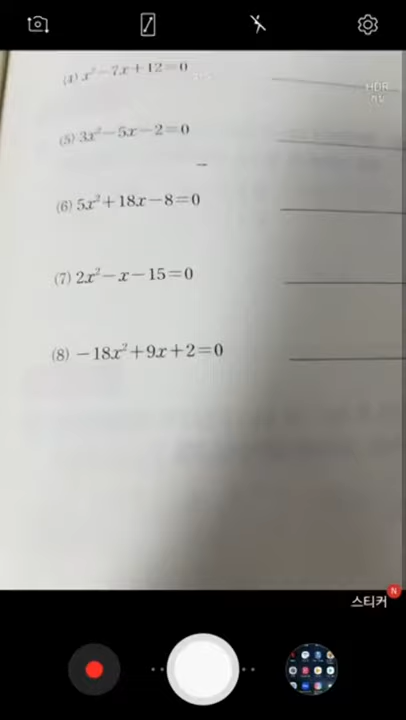 (4) x² − 7x + 12 = 0
HDR
(5) 3x² − 5x − 2 = 0
(6) 5x² + 18x − 8 = 0
(7) 2x² − x − 15 = 0
(8) −18x² + 9x + 2 = 0
N
스티커